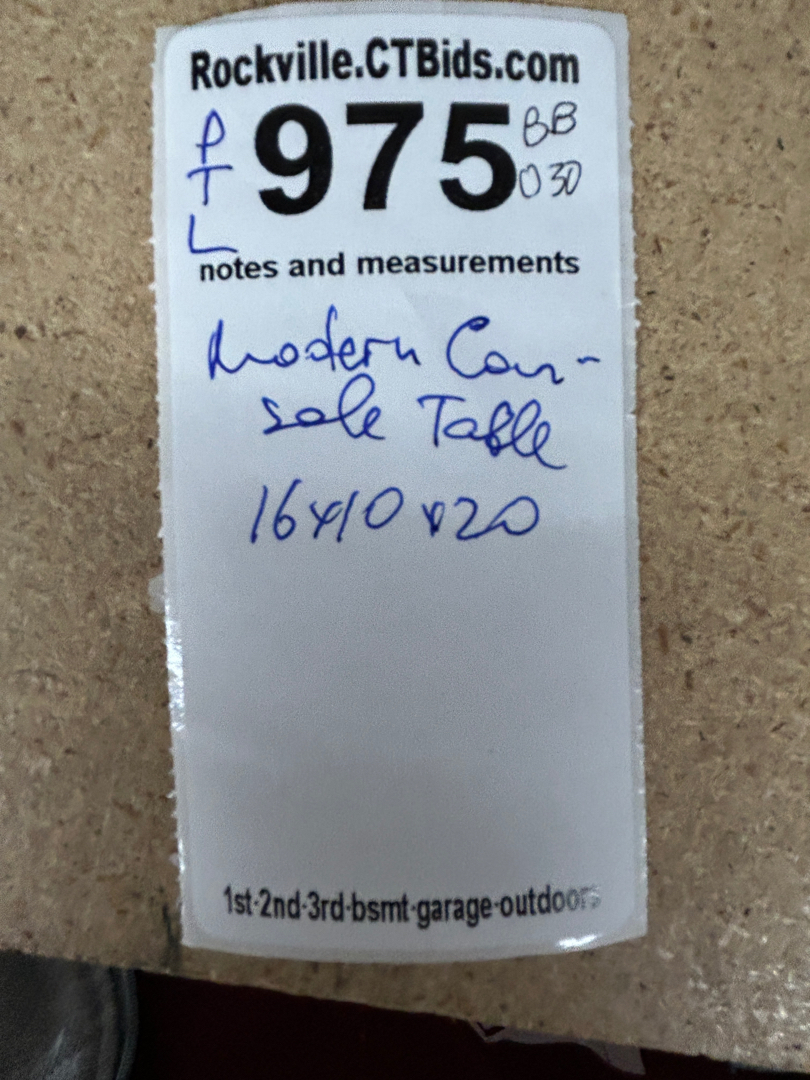 Rockville.CTBids.com
PTL 975 BB 030
notes and measurements
Modern Con-
sole Table
16x10x20
1st·2nd·3rd·bsmt·garage·outdoors